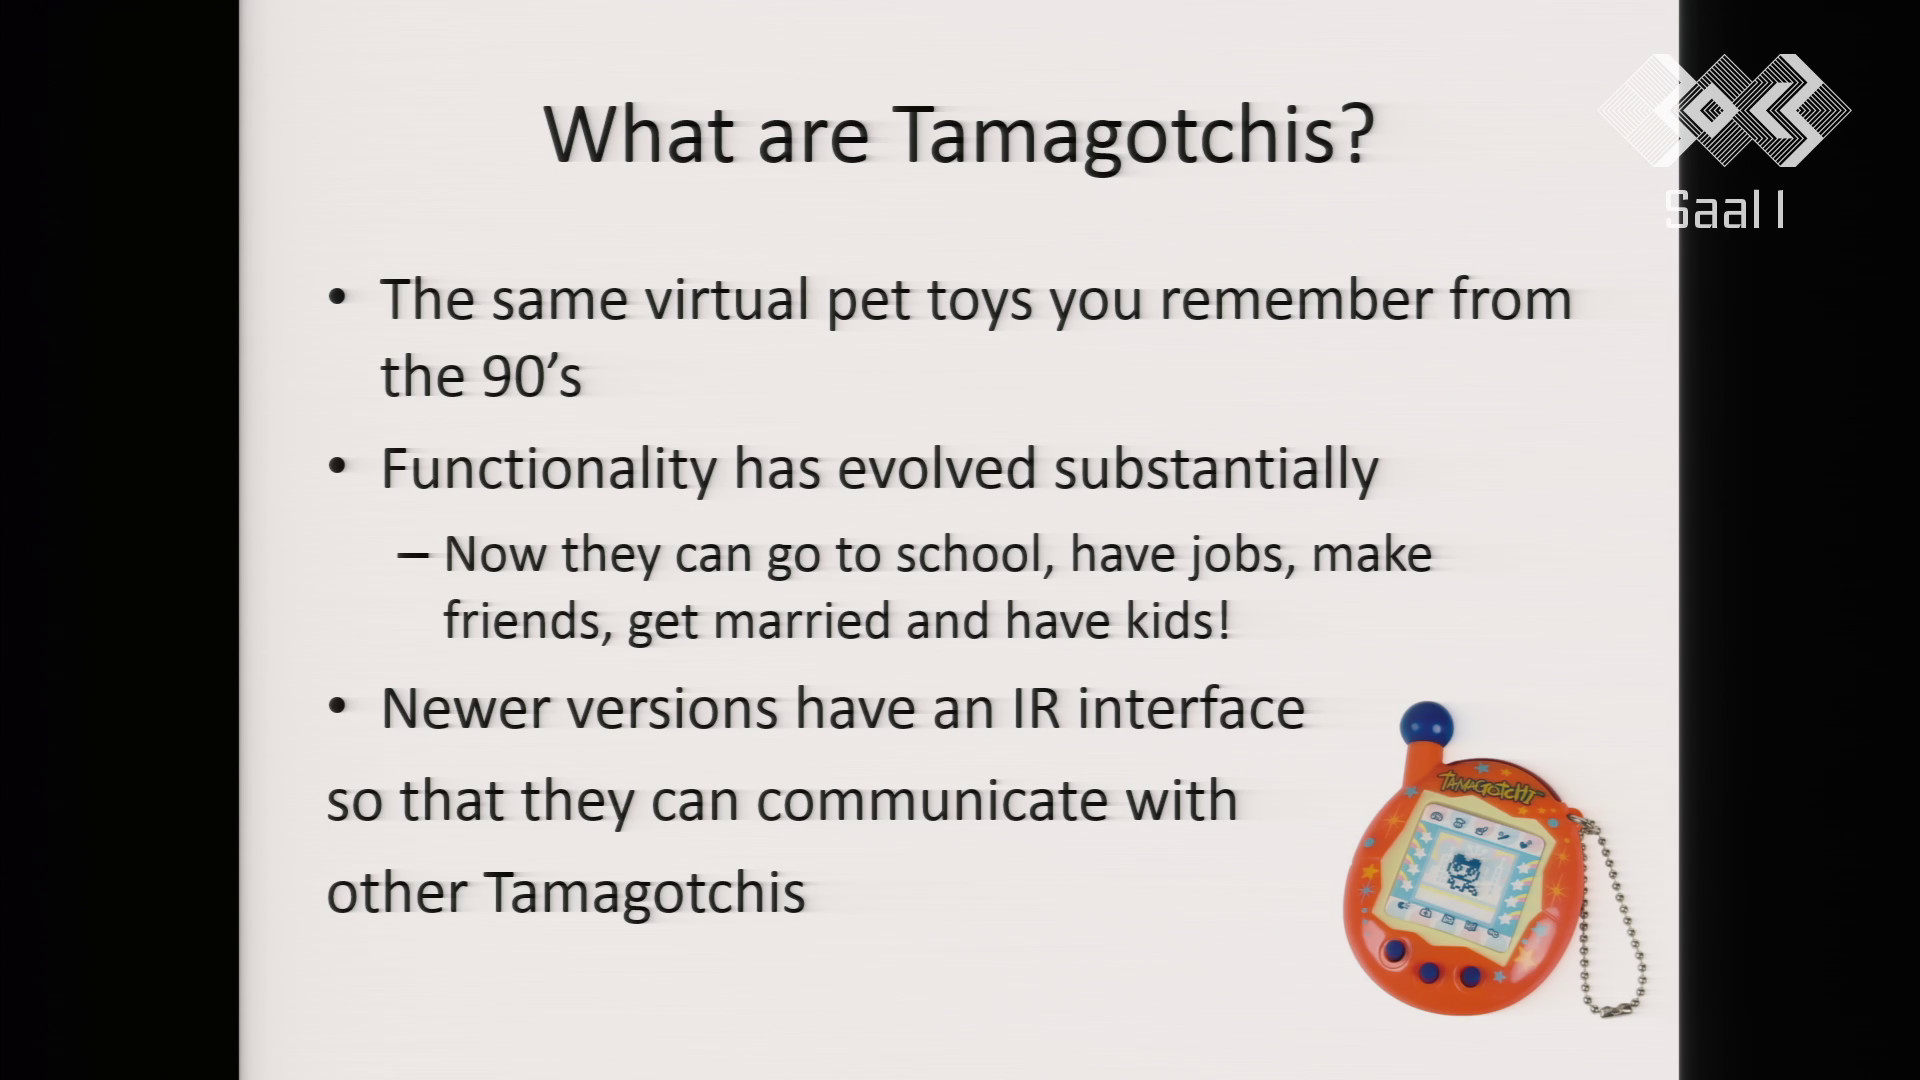 What are Tamagotchis?
Saal 1
• The same virtual pet toys you remember from
the 90’s
• Functionality has evolved substantially
– Now they can go to school, have jobs, make
friends, get married and have kids!
• Newer versions have an IR interface
so that they can communicate with
other Tamagotchis
TAMAGOTCHI